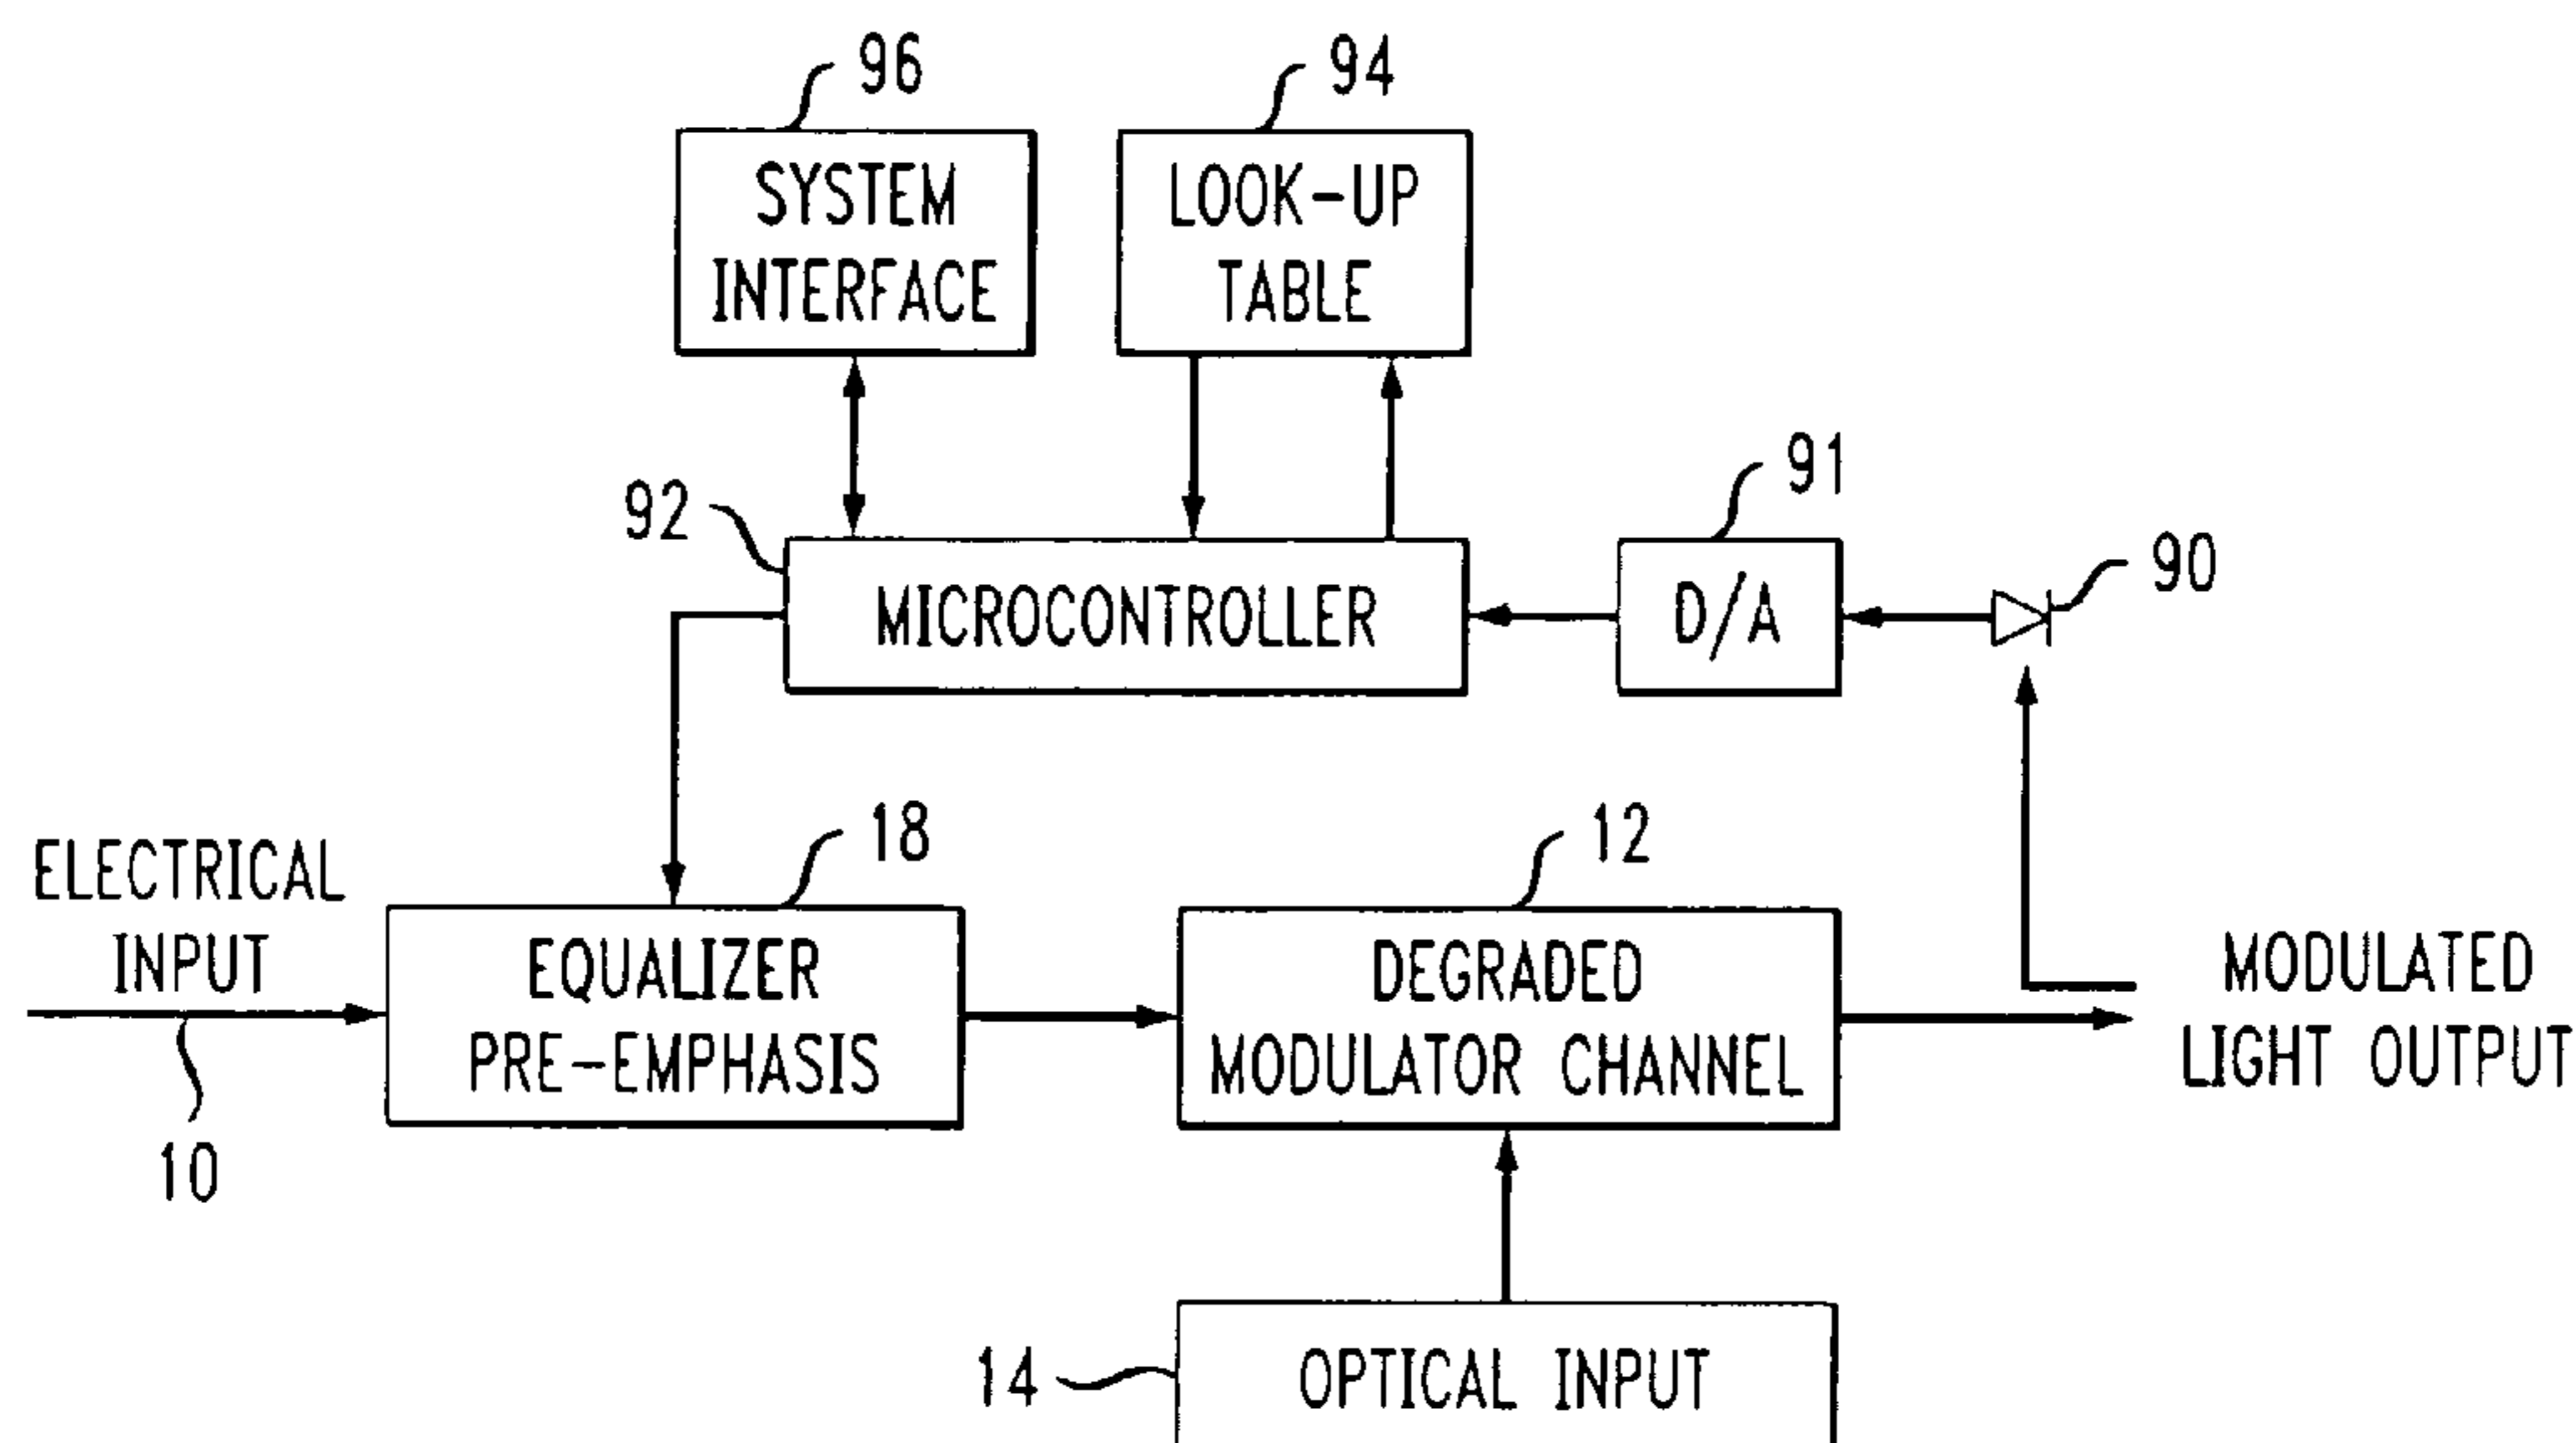 96
94
SYSTEM
INTERFACE
LOOK-UP
TABLE
92
91
90
MICROCONTROLLER
D/A
ELECTRICAL
INPUT
10
18
EQUALIZER
PRE-EMPHASIS
12
DEGRADED
MODULATOR CHANNEL
MODULATED
LIGHT OUTPUT
14
OPTICAL INPUT